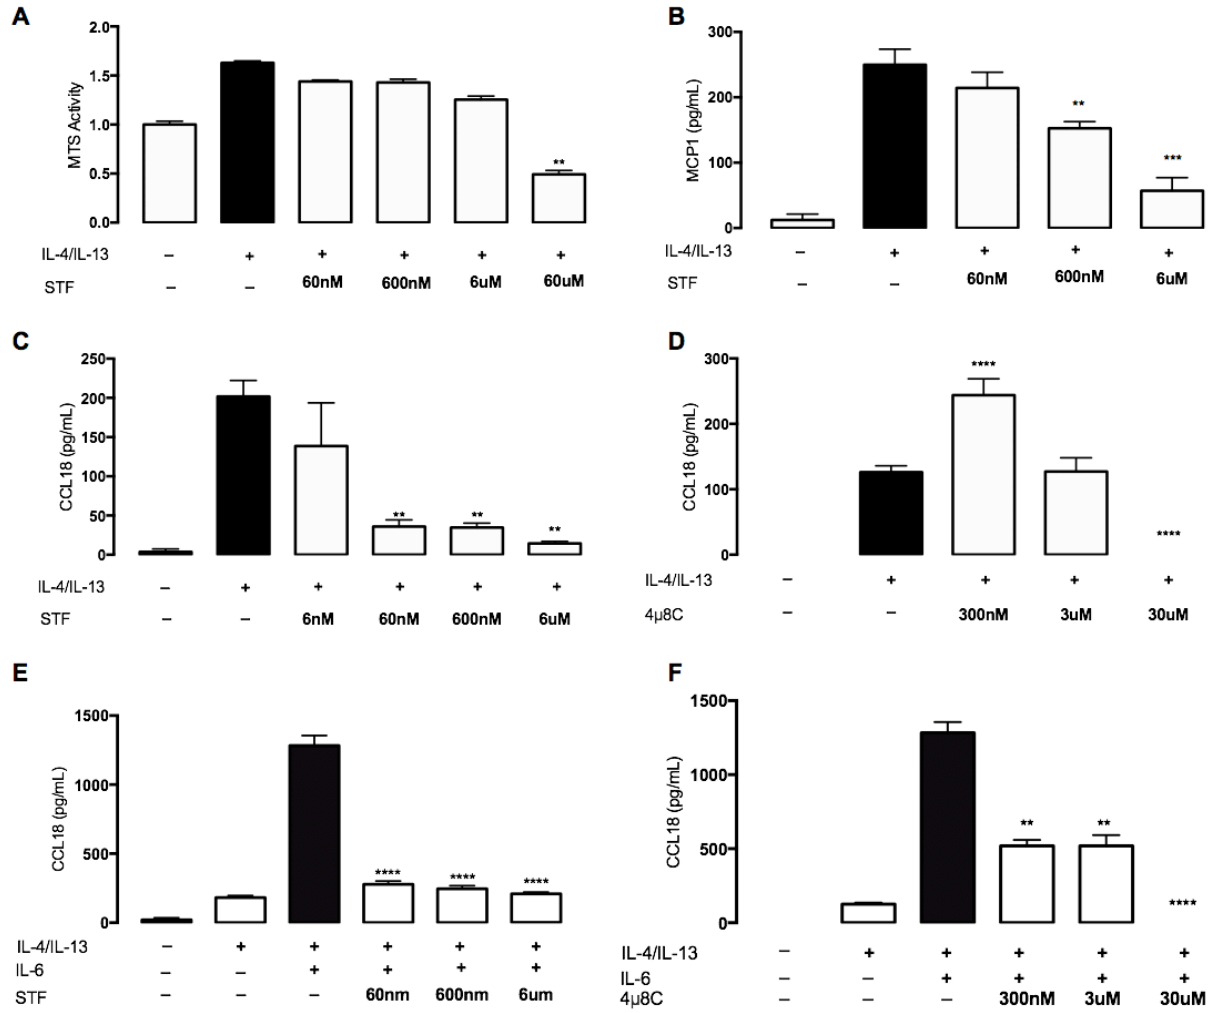 A
2.0
1.5
1.0
0.5
0.0
MTS Activity
**
IL-4/IL-13 – + + + + +
STF – – 60nM 600nM 6uM 60uM
B
300
200
100
0
MCP1 (pg/mL)
**
***
IL-4/IL-13 – + + + +
STF – – 60nM 600nM 6uM
C
250
200
150
100
50
0
CCL18 (pg/mL)
** ** **
IL-4/IL-13 – + + + + +
STF – – 6nM 60nM 600nM 6uM
D
300
200
100
0
CCL18 (pg/mL)
****
****
IL-4/IL-13 – + + + +
4µ8C – – 300nM 3uM 30uM
E
1500
1000
500
0
CCL18 (pg/mL)
**** **** ****
IL-4/IL-13 – + + + + +
IL-6 – – + + + +
STF – – – 60nm 600nm 6um
F
1500
1000
500
0
CCL18 (pg/mL)
** **
****
IL-4/IL-13 – + + + + +
IL-6 – – + + + +
4µ8C – – – 300nM 3uM 30uM